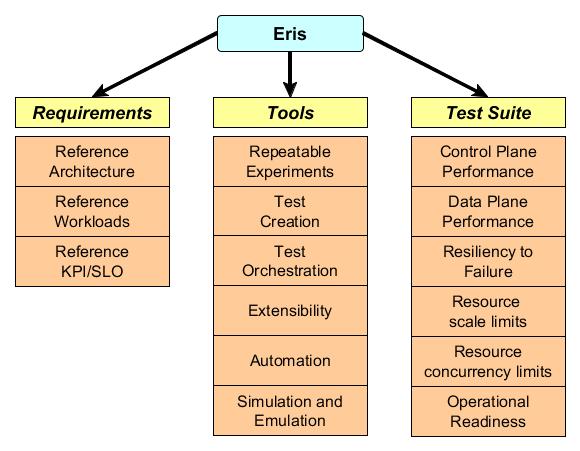 Eris
Requirements
Reference
Architecture
Reference
Workloads
Reference
KPI/SLO
Tools
Repeatable
Experiments
Test
Creation
Test
Orchestration
Extensibility
Automation
Simulation and
Emulation
Test Suite
Control Plane
Performance
Data Plane
Performance
Resiliency to
Failure
Resource
scale limits
Resource
concurrency limits
Operational
Readiness